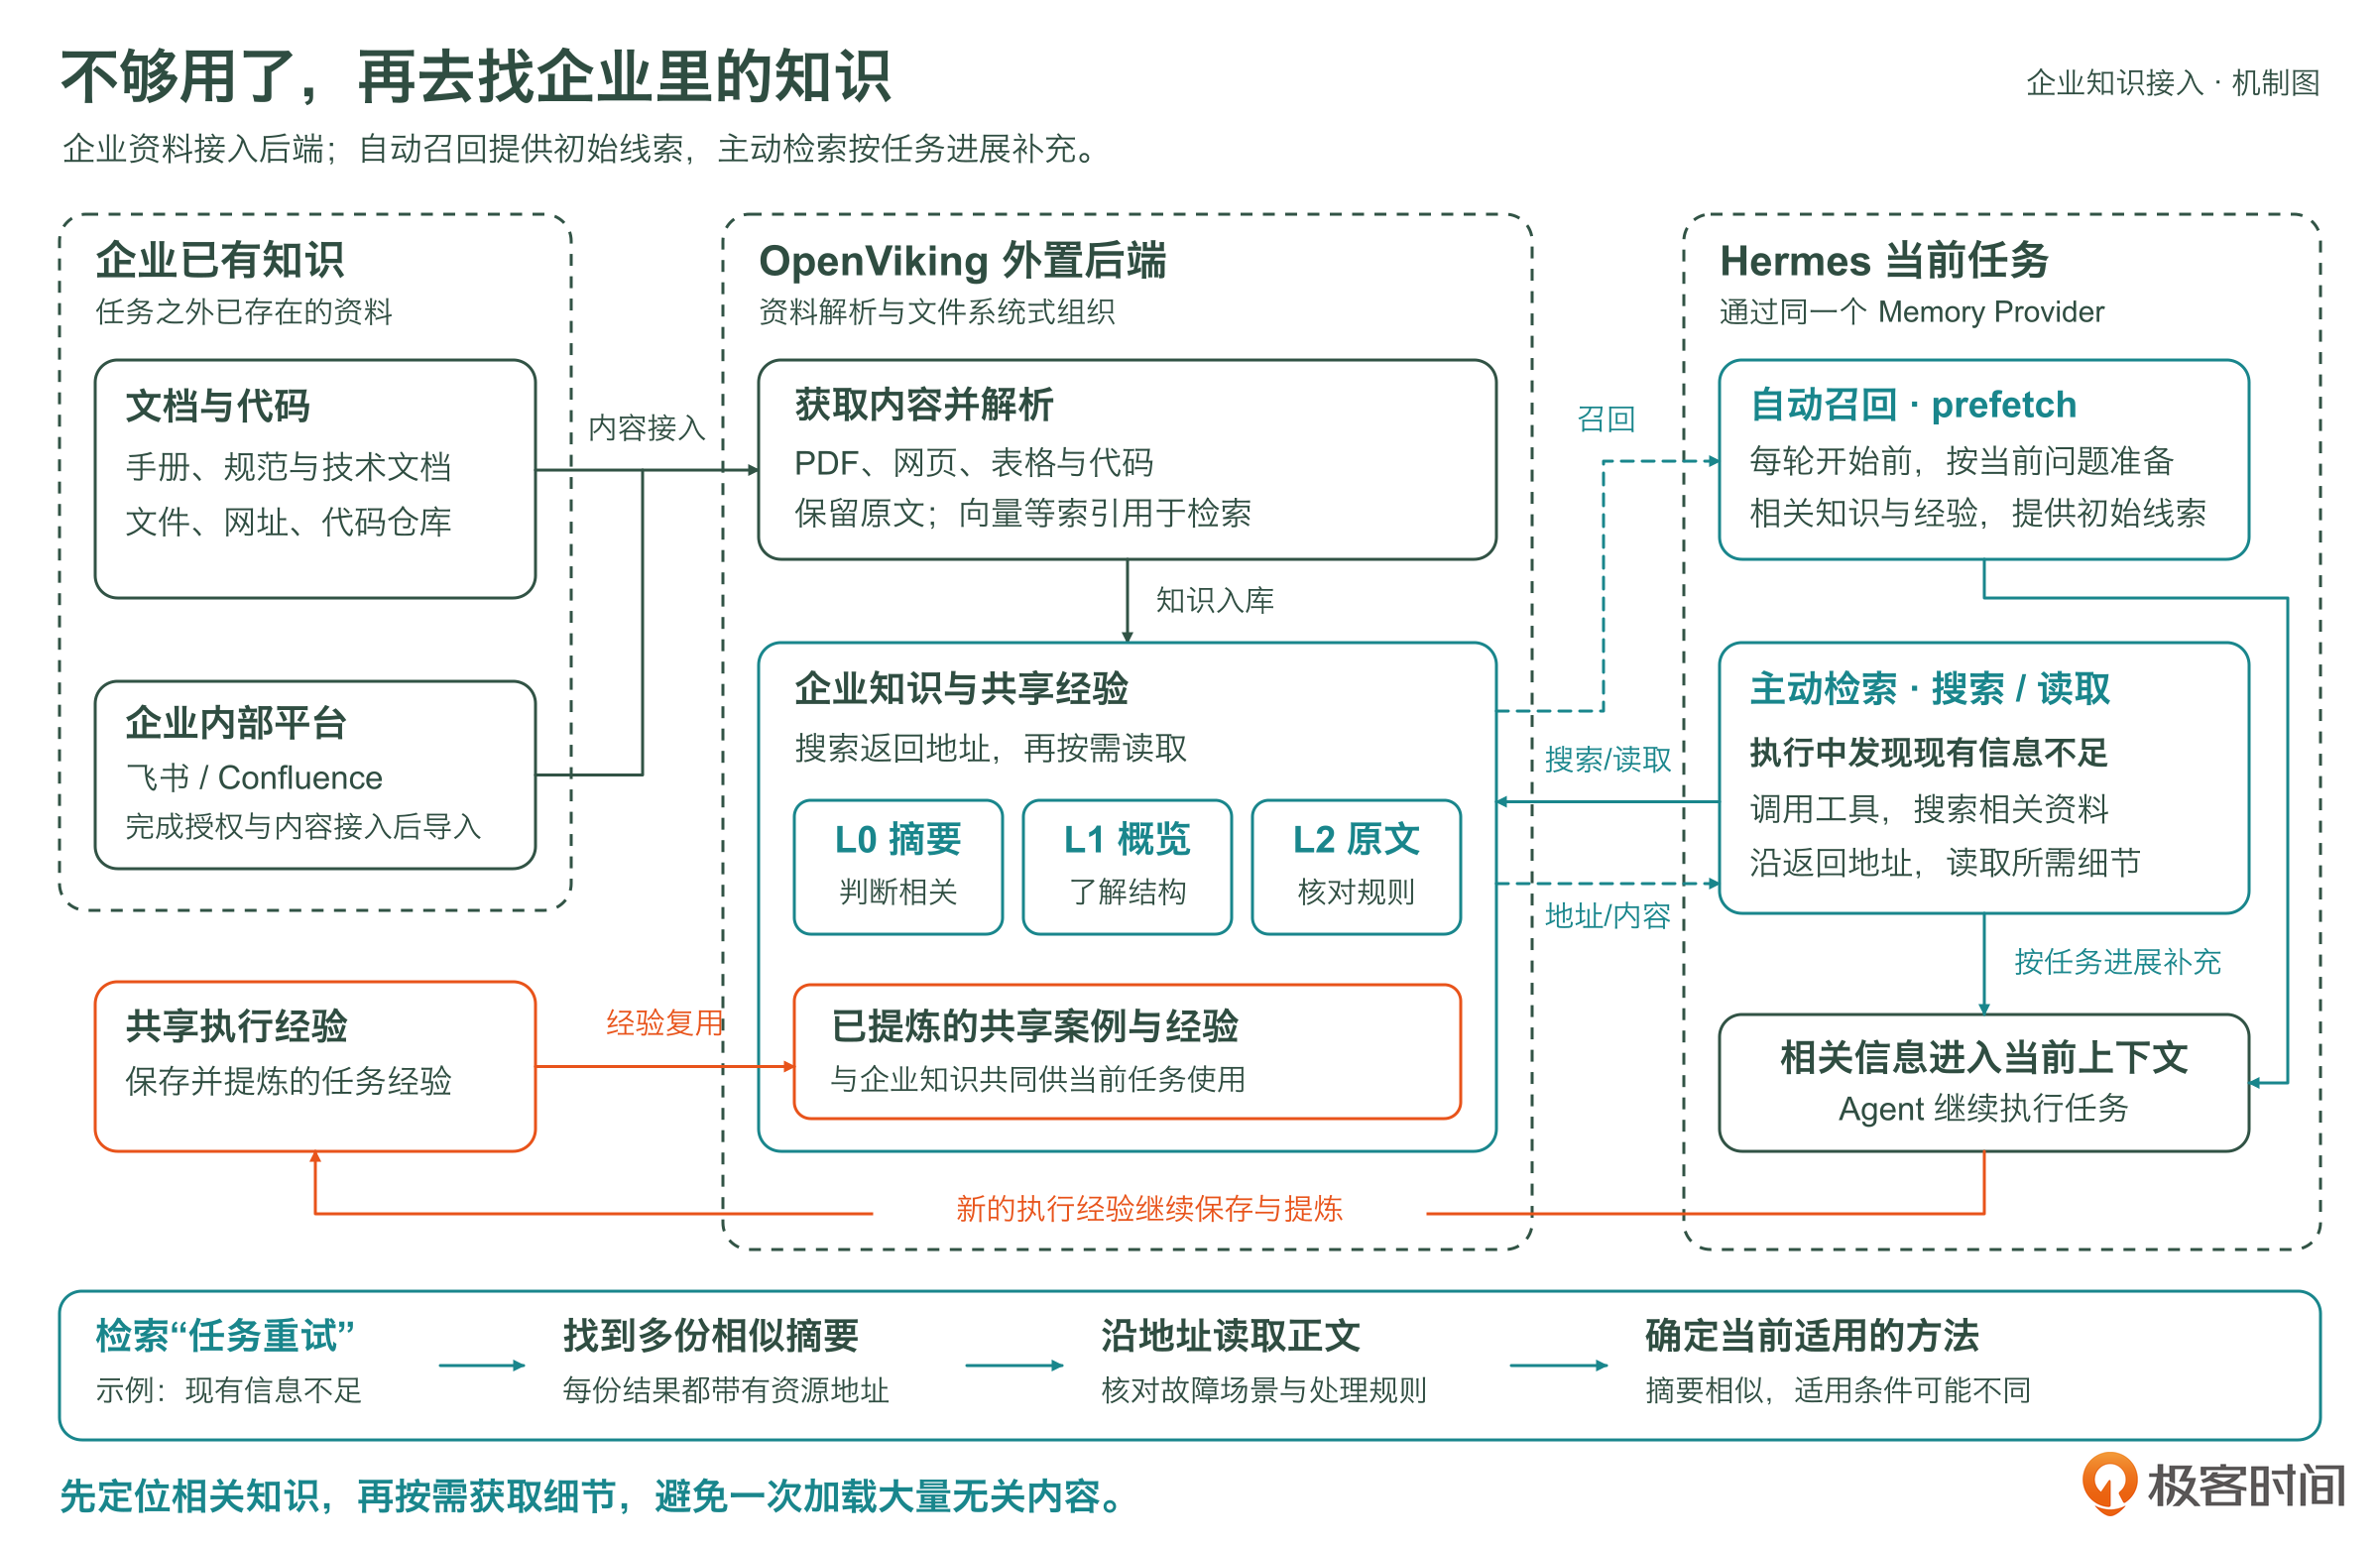 不够用了，再去找企业里的知识
企业知识接入 · 机制图
企业资料接入后端；自动召回提供初始线索，主动检索按任务进展补充。
企业已有知识
任务之外已存在的资料
文档与代码
手册、规范与技术文档
文件、网址、代码仓库
企业内部平台
飞书 / Confluence
完成授权与内容接入后导入
共享执行经验
保存并提炼的任务经验
内容接入
经验复用
OpenViking 外置后端
资料解析与文件系统式组织
获取内容并解析
PDF、网页、表格与代码
保留原文；向量等索引用于检索
知识入库
企业知识与共享经验
搜索返回地址，再按需读取
L0 摘要
判断相关
L1 概览
了解结构
L2 原文
核对规则
已提炼的共享案例与经验
与企业知识共同供当前任务使用
新的执行经验继续保存与提炼
召回
搜索/读取
地址/内容
Hermes 当前任务
通过同一个 Memory Provider
自动召回 · prefetch
每轮开始前，按当前问题准备
相关知识与经验，提供初始线索
主动检索 · 搜索 / 读取
执行中发现现有信息不足
调用工具，搜索相关资料
沿返回地址，读取所需细节
按任务进展补充
相关信息进入当前上下文
Agent 继续执行任务
检索“任务重试”
示例：现有信息不足
找到多份相似摘要
每份结果都带有资源地址
沿地址读取正文
核对故障场景与处理规则
确定当前适用的方法
摘要相似，适用条件可能不同
先定位相关知识，再按需获取细节，避免一次加载大量无关内容。
极客时间